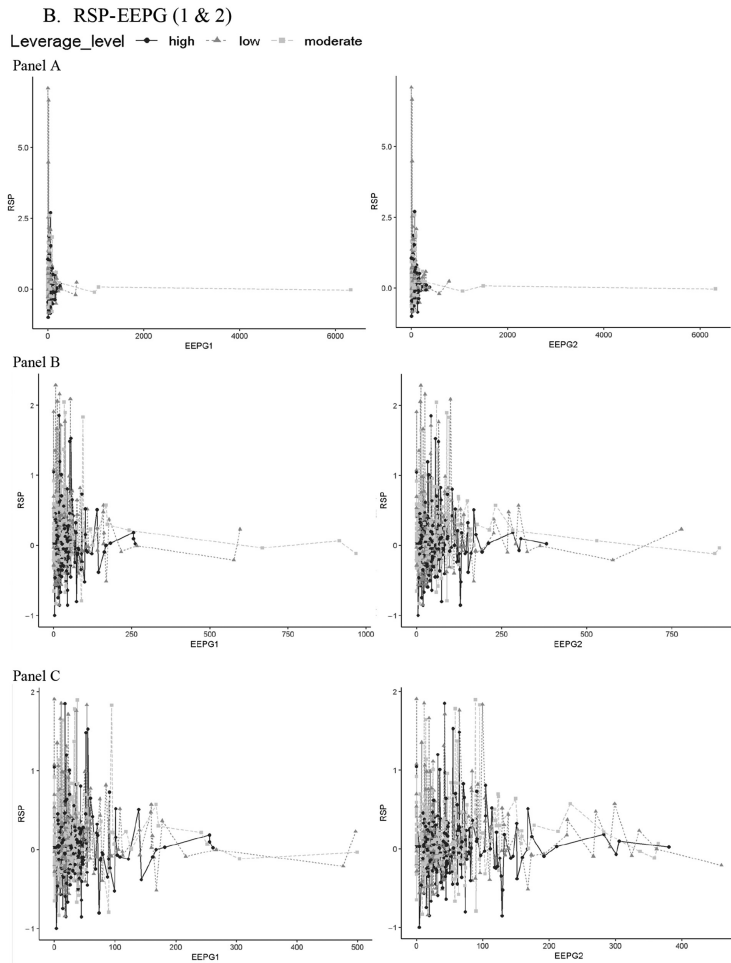 B. RSP-EEPG (1 & 2)
Leverage_level high low moderate
Panel A
RSP
5.0
2.5
0.0
0 2000 4000 6000
EEPG1
RSP
5.0
2.5
0.0
0 2000 4000 6000
EEPG2
Panel B
RSP
2
1
0
−1
0 250 500 750 1000
EEPG1
RSP
2
1
0
−1
0 250 500 750
EEPG2
Panel C
RSP
2
1
0
−1
0 100 200 300 400 500
EEPG1
RSP
2
1
0
−1
0 100 200 300 400
EEPG2